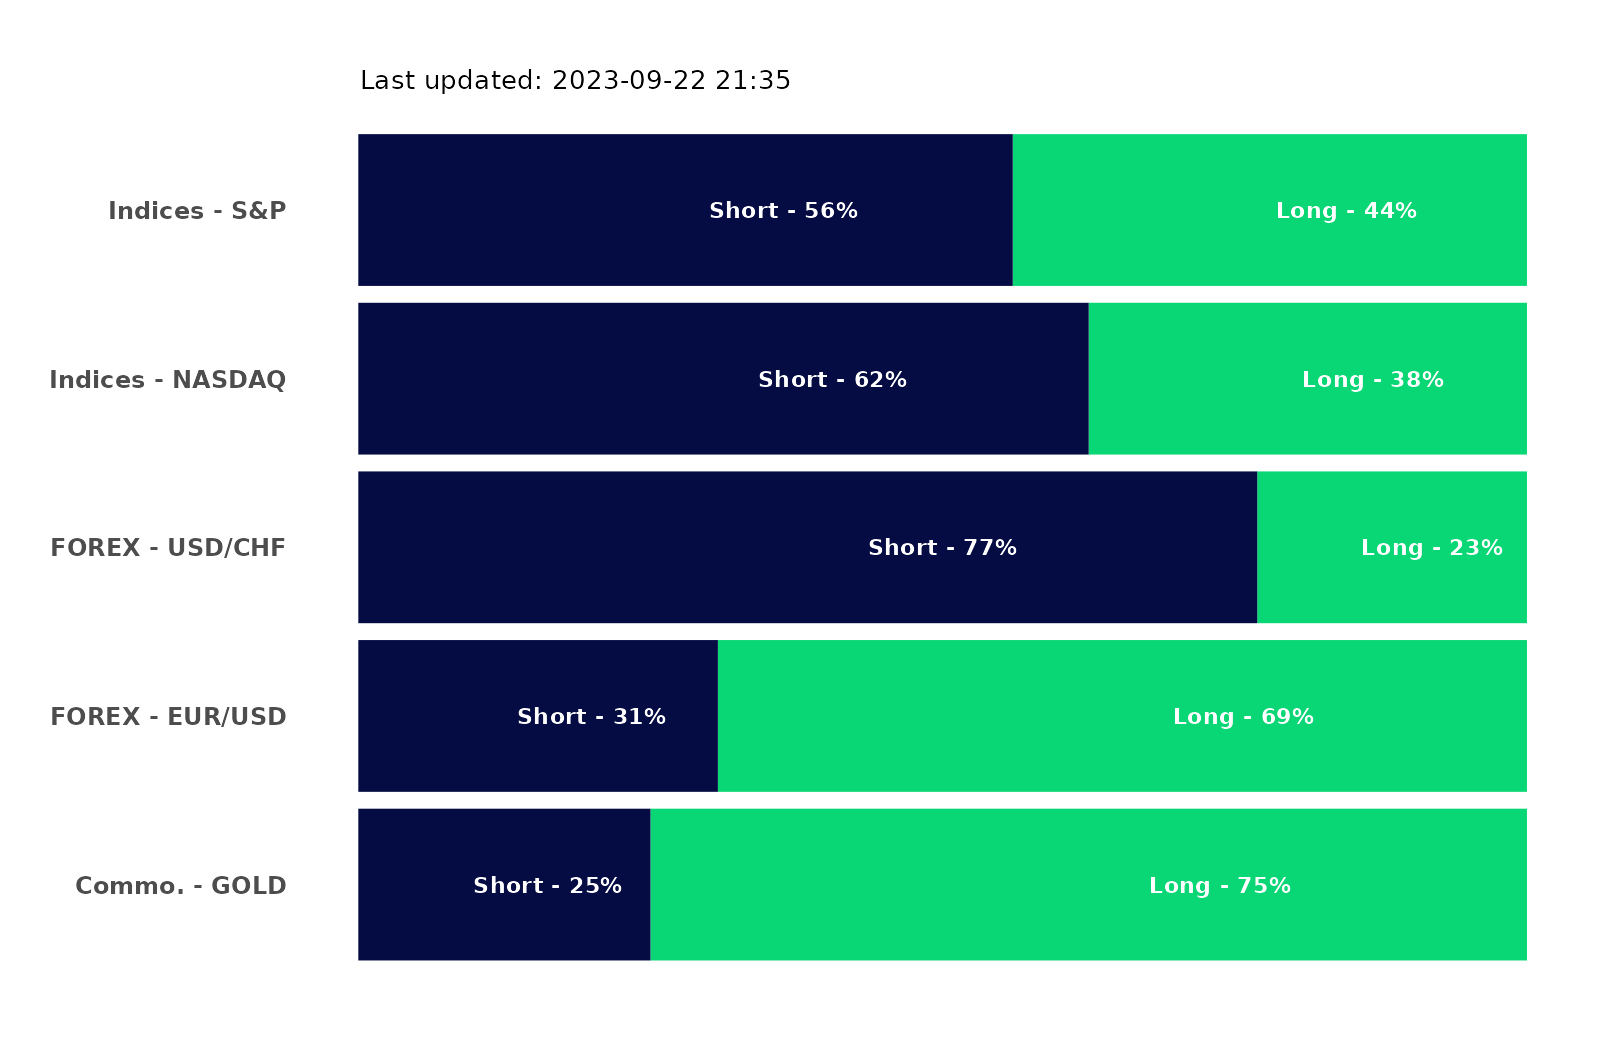 Last updated: 2023-09-22 21:35
Indices - S&P Short - 56% Long - 44%
Indices - NASDAQ Short - 62% Long - 38%
FOREX - USD/CHF Short - 77% Long - 23%
FOREX - EUR/USD Short - 31% Long - 69%
Commo. - GOLD Short - 25% Long - 75%